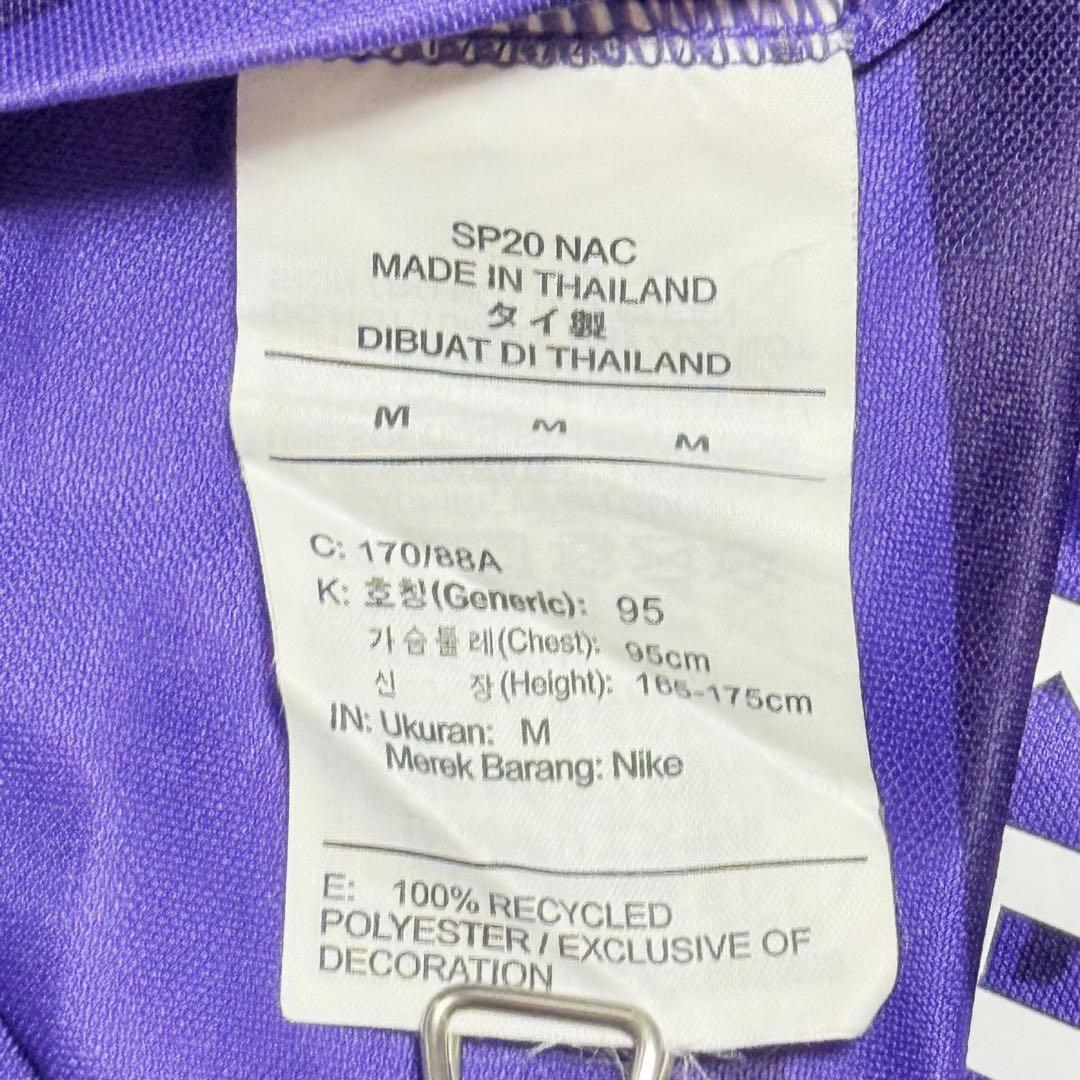 SP20 NAC
MADE IN THAILAND
タイ製
DIBUAT DI THAILAND
M M M
C: 170/88A
K: 호칭(Generic): 95
가슴둘레(Chest): 95cm
신 장(Height): 165-175cm
IN: Ukuran: M
Merek Barang: Nike
E: 100% RECYCLED
POLYESTER / EXCLUSIVE OF
DECORATION